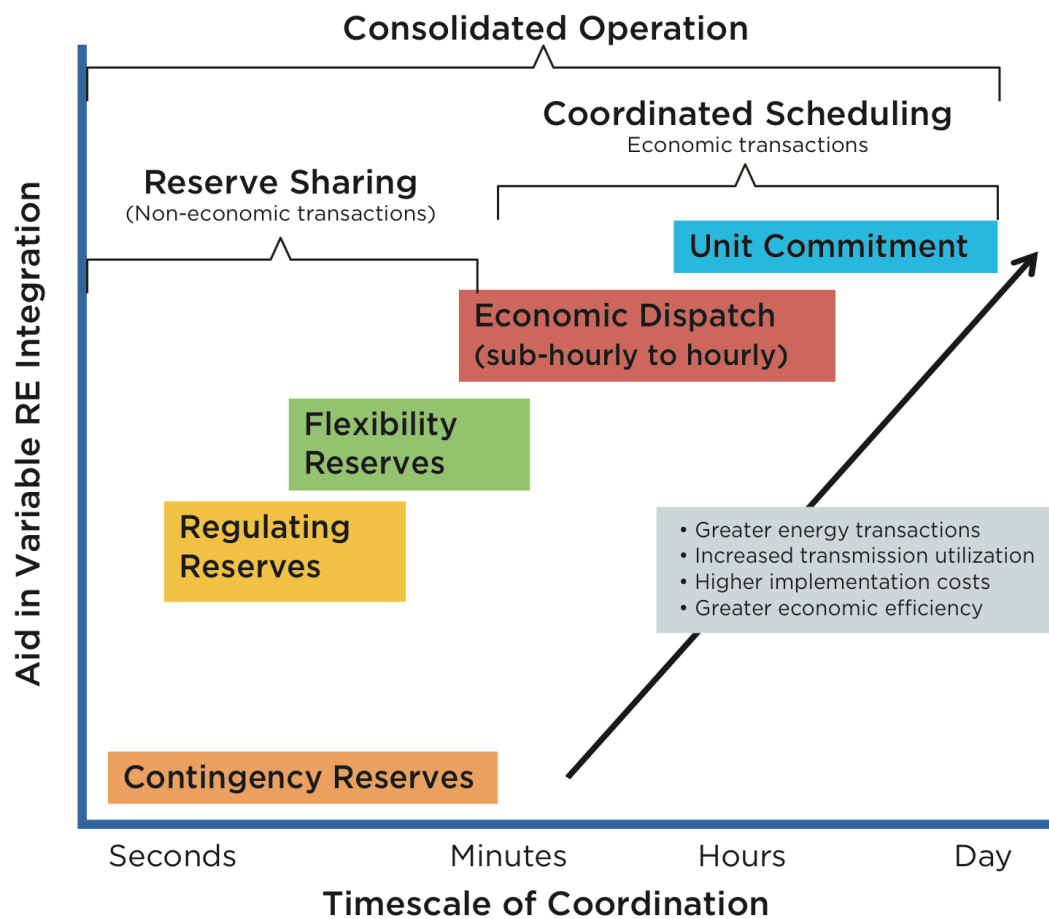 Consolidated Operation
Coordinated Scheduling
Economic transactions
Reserve Sharing
(Non-economic transactions)
Unit Commitment
Economic Dispatch
(sub-hourly to hourly)
Flexibility
Reserves
Regulating
Reserves
• Greater energy transactions
• Increased transmission utilization
• Higher implementation costs
• Greater economic efficiency
Contingency Reserves
Aid in Variable RE Integration
Seconds Minutes Hours Day
Timescale of Coordination